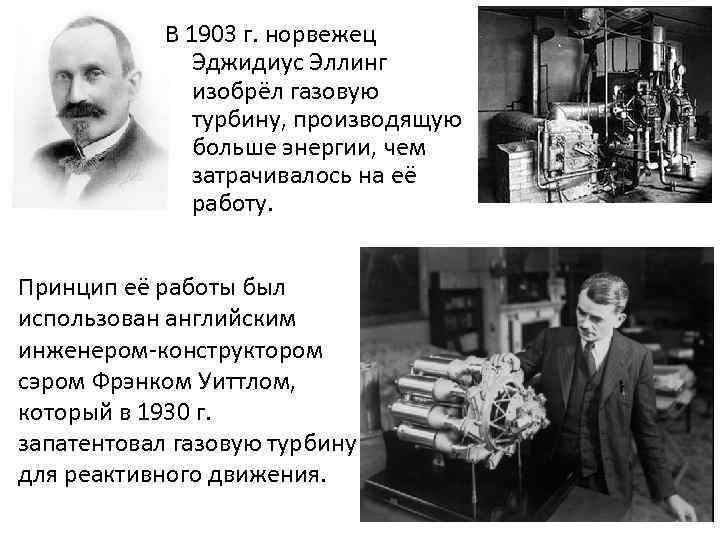 В 1903 г. норвежец
Эджидиус Эллинг
изобрёл газовую
турбину, производящую
больше энергии, чем
затрачивалось на её
работу.
Принцип её работы был
использован английским
инженером-конструктором
сэром Фрэнком Уиттлом,
который в 1930 г.
запатентовал газовую турбину
для реактивного движения.